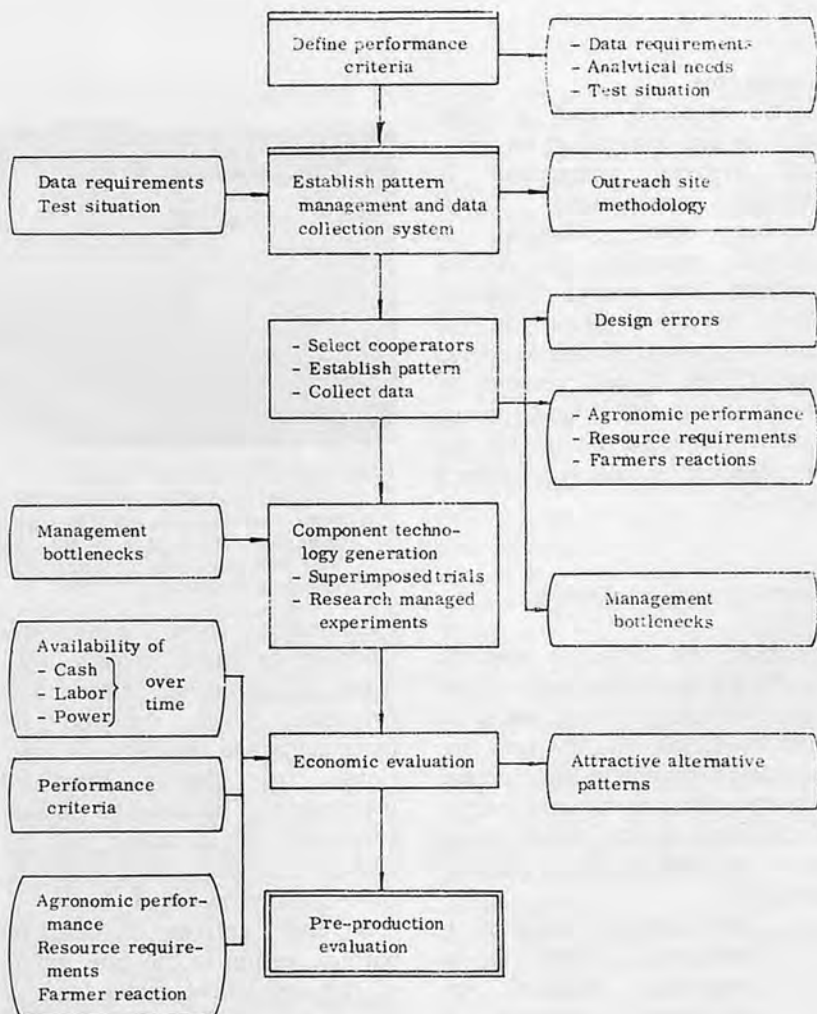 Define performance
criteria
- Data requirements
- Analytical needs
- Test situation
Data requirements
Test situation
Establish pattern
management and data
collection system
Outreach site
methodology
- Select cooperators
- Establish pattern
- Collect data
Design errors
- Agronomic performance
- Resource requirements
- Farmers reactions
Management
bottlenecks
Component techno-
logy generation
- Superimposed trials
- Research managed
experiments
Management
bottlenecks
Availability of
- Cash
- Labor
- Power
over
time
Performance
criteria
Agronomic perfor-
mance
Resource require-
ments
Farmer reaction
Economic evaluation
Attractive alternative
patterns
Pre-production
evaluation